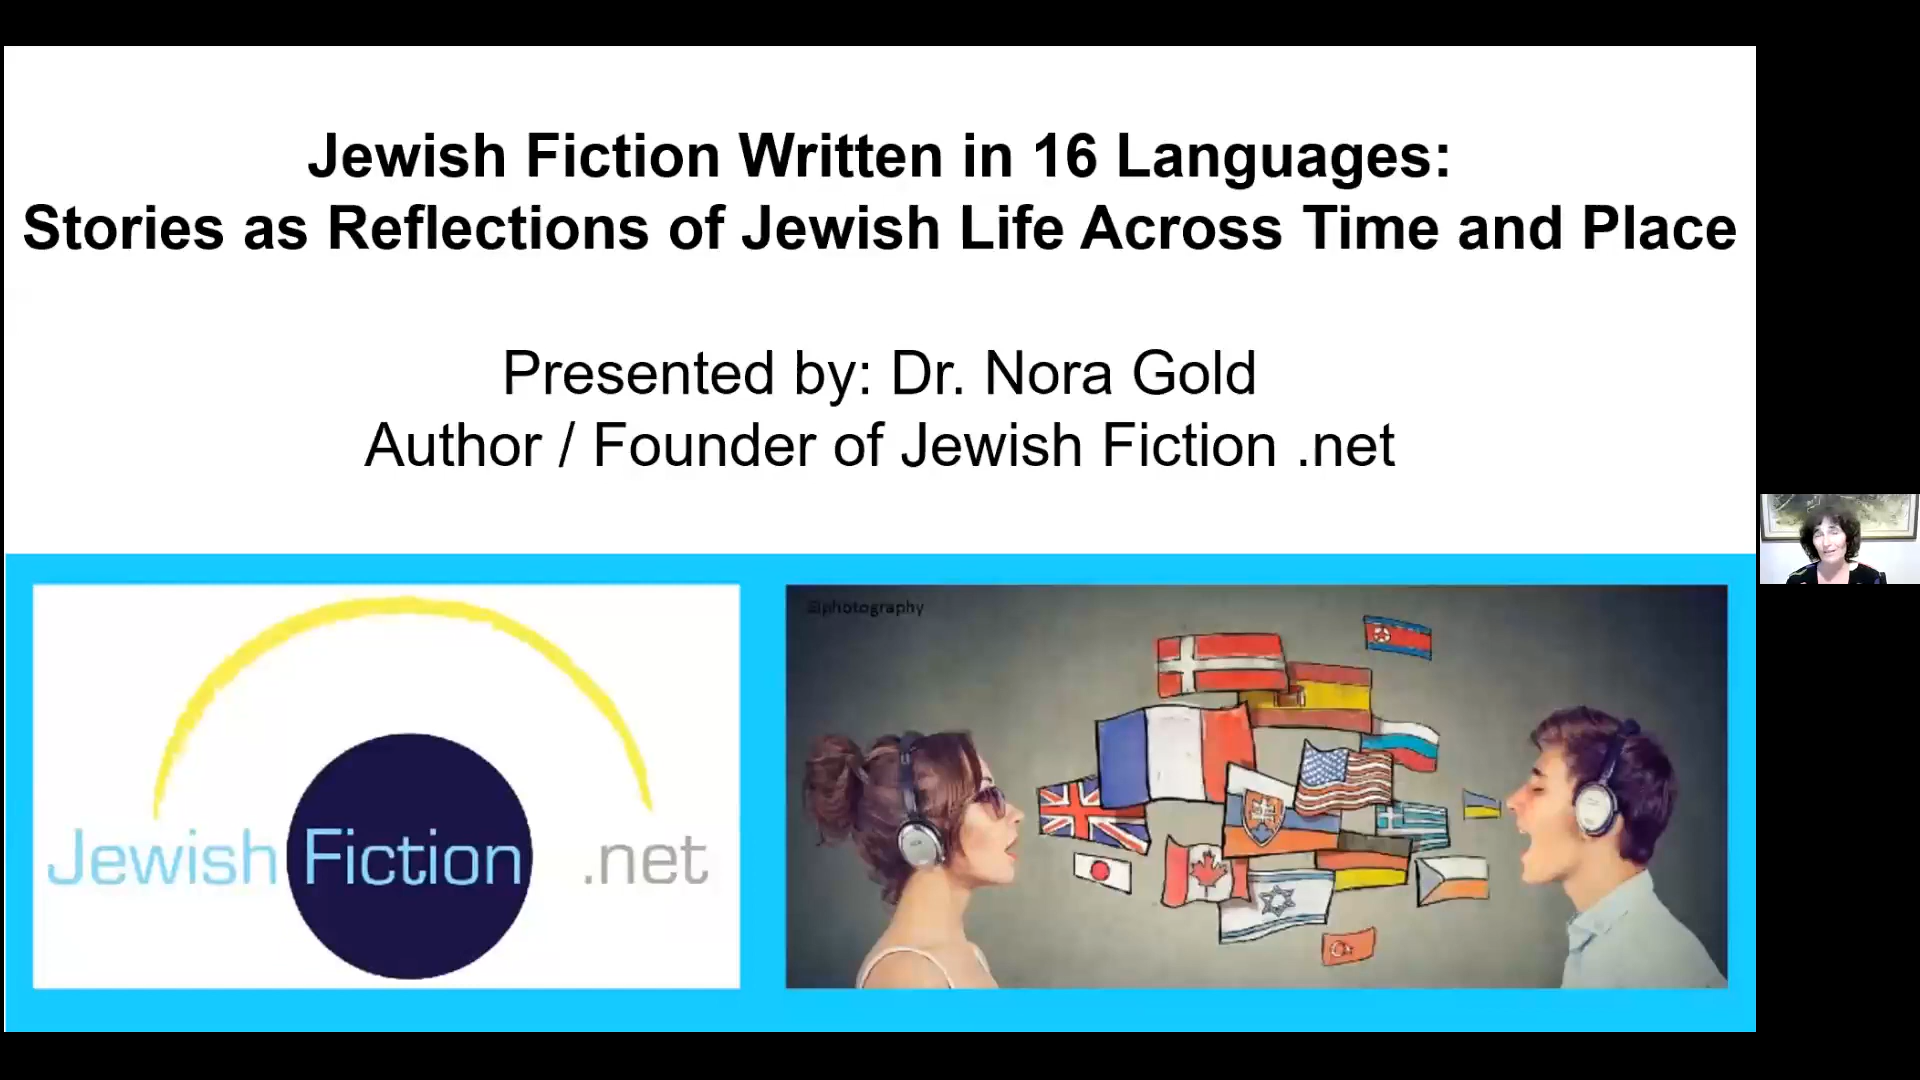 Jewish Fiction Written in 16 Languages:
Stories as Reflections of Jewish Life Across Time and Place
Presented by: Dr. Nora Gold
Author / Founder of Jewish Fiction .net
Jewish Fiction .net
photography